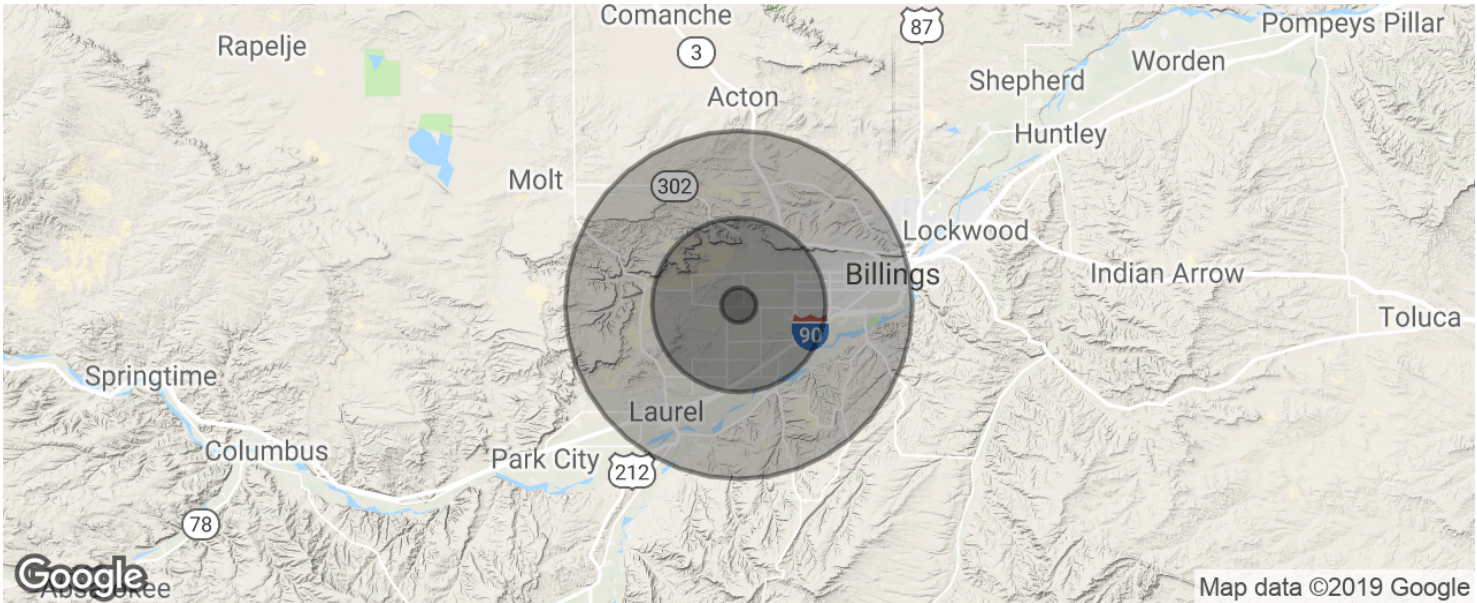 Comanche
87
Pompeys Pillar
Rapelje
3
Worden
Shepherd
Acton
Huntley
Molt
302
Lockwood
Billings
Indian Arrow
Toluca
90
Springtime
Laurel
Columbus
Park City
212
78
Google
Map data ©2019 Google